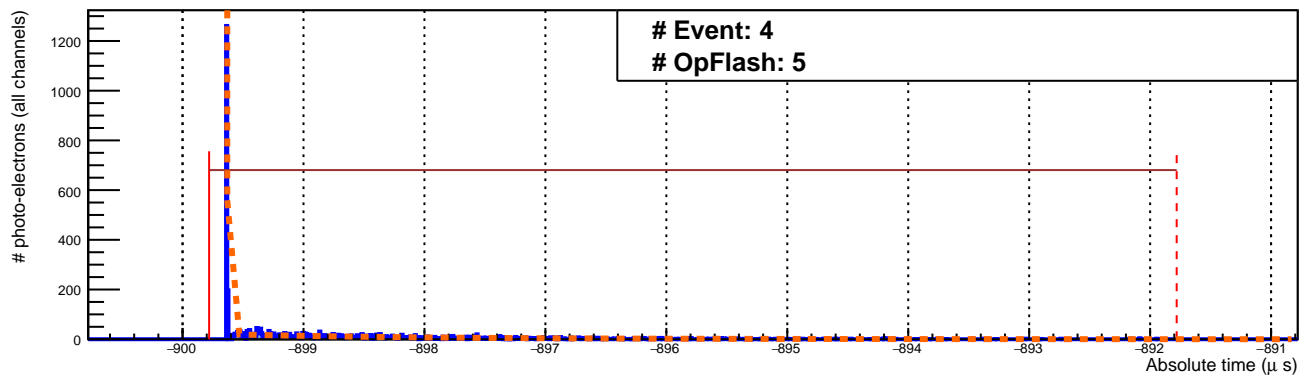 # Event: 4
# OpFlash: 5
# photo-electrons (all channels)
1200
1000
800
600
400
200
0
−900 −899 −898 −897 −896 −895 −894 −893 −892 −891
Absolute time (μ s)